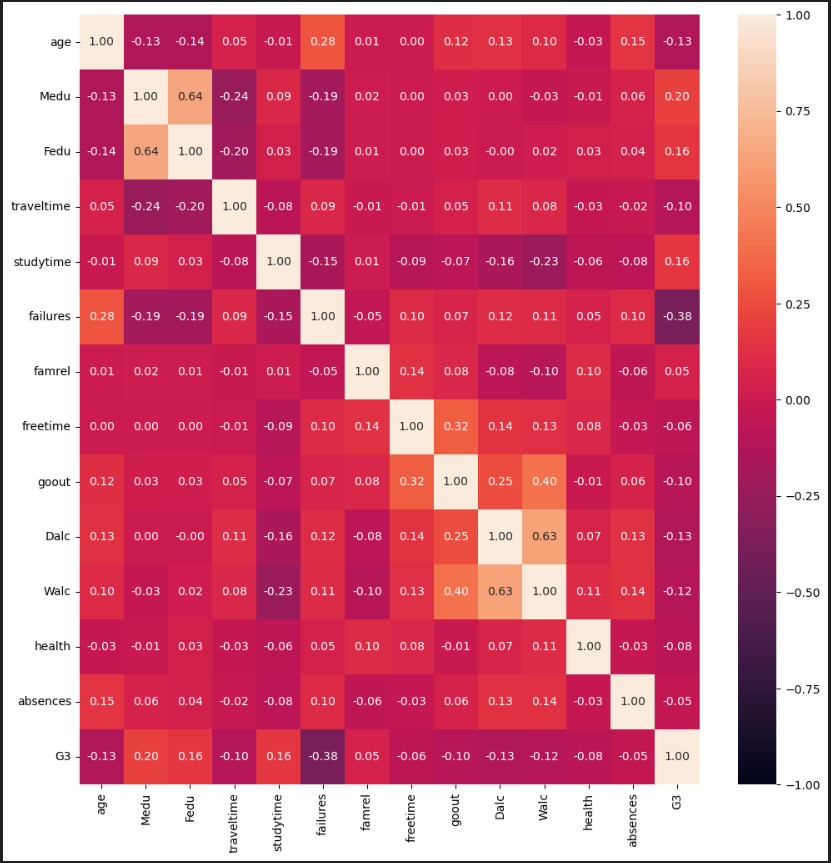 age 1.00 -0.13 -0.14 0.05 -0.01 0.28 0.01 0.00 0.12 0.13 0.10 -0.03 0.15 -0.13
Medu -0.13 1.00 0.64 -0.24 0.09 -0.19 0.02 0.00 0.03 0.00 -0.03 -0.01 0.06 0.20
Fedu -0.14 0.64 1.00 -0.20 0.03 -0.19 0.01 0.00 0.03 -0.00 0.02 0.03 0.04 0.16
traveltime 0.05 -0.24 -0.20 1.00 -0.08 0.09 -0.01 -0.01 0.05 0.11 0.08 -0.03 -0.02 -0.10
studytime -0.01 0.09 0.03 -0.08 1.00 -0.15 0.01 -0.09 -0.07 -0.16 -0.23 -0.06 -0.08 0.16
failures 0.28 -0.19 -0.19 0.09 -0.15 1.00 -0.05 0.10 0.07 0.12 0.11 0.05 0.10 -0.38
famrel 0.01 0.02 0.01 -0.01 0.01 -0.05 1.00 0.14 0.08 -0.08 -0.10 0.10 -0.06 0.05
freetime 0.00 0.00 0.00 -0.01 -0.09 0.10 0.14 1.00 0.32 0.14 0.13 0.08 -0.03 -0.06
goout 0.12 0.03 0.03 0.05 -0.07 0.07 0.08 0.32 1.00 0.25 0.40 -0.01 0.06 -0.10
Dalc 0.13 0.00 -0.00 0.11 -0.16 0.12 -0.08 0.14 0.25 1.00 0.63 0.07 0.13 -0.13
Walc 0.10 -0.03 0.02 0.08 -0.23 0.11 -0.10 0.13 0.40 0.63 1.00 0.11 0.14 -0.12
health -0.03 -0.01 0.03 -0.03 -0.06 0.05 0.10 0.08 -0.01 0.07 0.11 1.00 -0.03 -0.08
absences 0.15 0.06 0.04 -0.02 -0.08 0.10 -0.06 -0.03 0.06 0.13 0.14 -0.03 1.00 -0.05
G3 -0.13 0.20 0.16 -0.10 0.16 -0.38 0.05 -0.06 -0.10 -0.13 -0.12 -0.08 -0.05 1.00
age Medu Fedu traveltime studytime failures famrel freetime goout Dalc Walc health absences G3
1.00
0.75
0.50
0.25
0.00
−0.25
−0.50
−0.75
−1.00